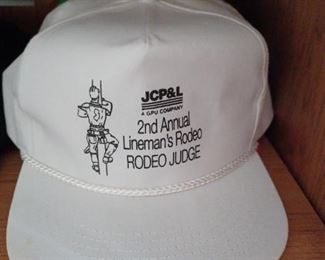 JCP&L
A GPU COMPANY
2nd Annual
Lineman's Rodeo
RODEO JUDGE